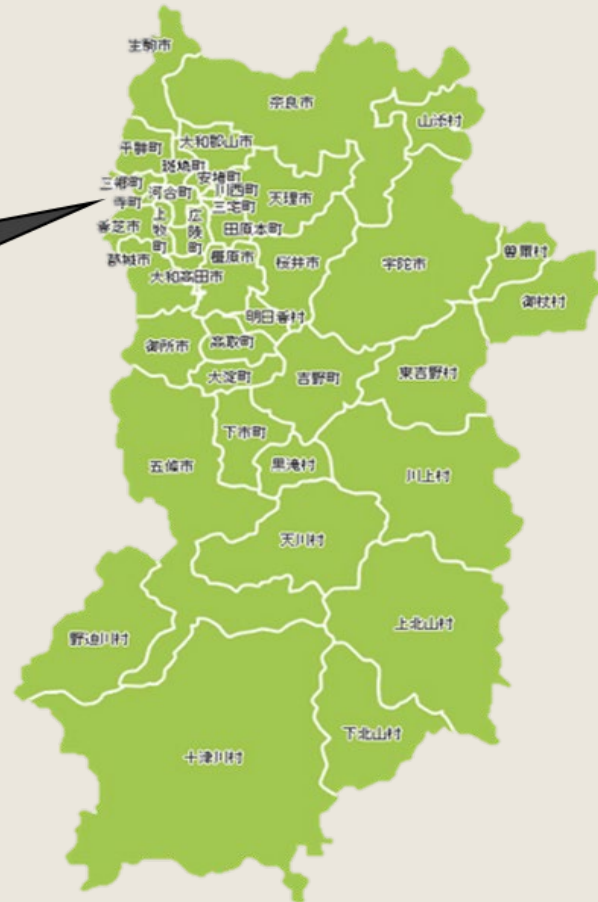 生駒市
奈良市
山添村
平群町
大和郡山市
斑鳩町
安堵町
三郷町
河合町
川西町
天理市
寺町
三宅町
香芝市
上牧町
広陵町
田原本町
葛城市
橿原市
桜井市
宇陀市
曽爾村
大和高田市
御杖村
明日香村
御所市
高取町
大淀町
吉野町
東吉野村
下市町
五條市
黒滝村
川上村
天川村
野迫川村
上北山村
下北山村
十津川村